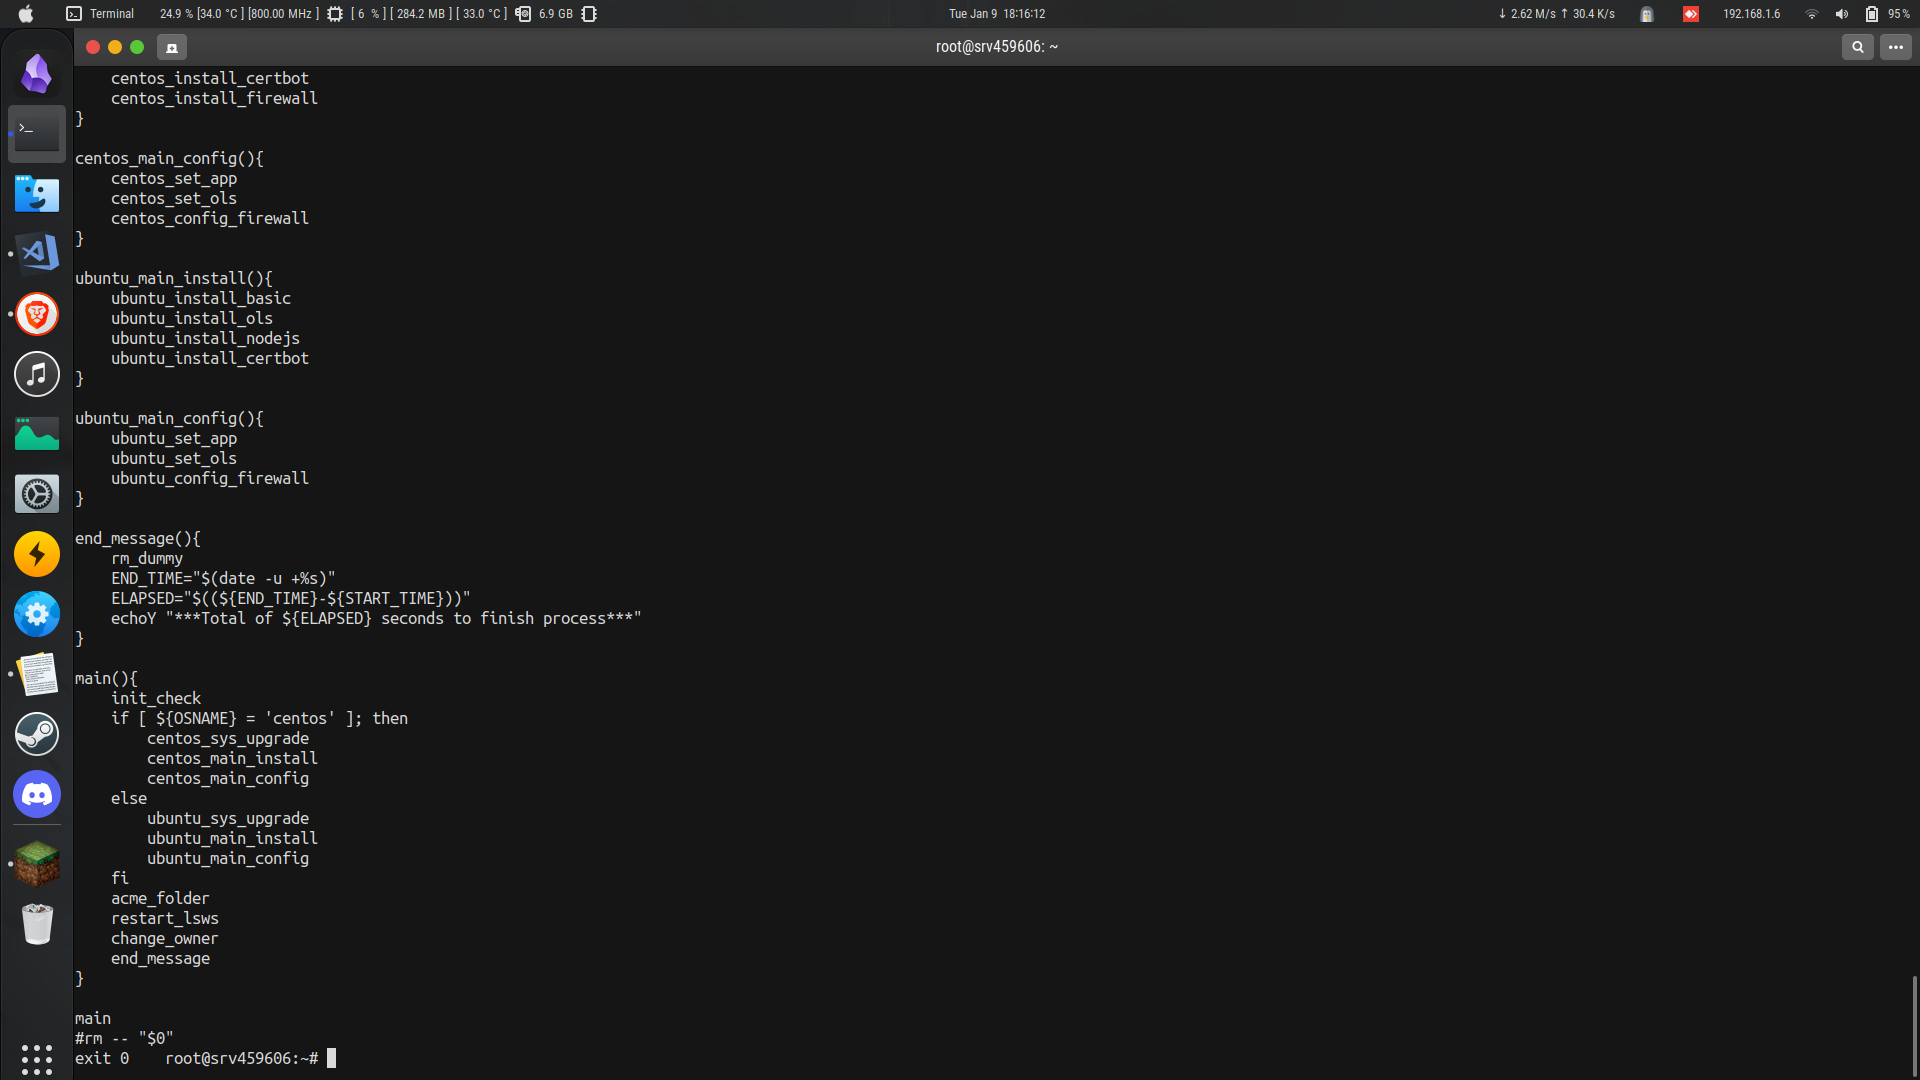 Terminal 24.9 % [34.0 °C ] [800.00 MHz ] [ 6 % ] [ 284.2 MB ] [ 33.0 °C ] 6.9 GB Tue Jan 9 18:16:12 ↓ 2.62 M/s ↑ 30.4 K/s 192.168.1.6 95 %
root@srv459606: ~
    centos_install_certbot
    centos_install_firewall
}

centos_main_config(){
    centos_set_app
    centos_set_ols
    centos_config_firewall
}

ubuntu_main_install(){
    ubuntu_install_basic
    ubuntu_install_ols
    ubuntu_install_nodejs
    ubuntu_install_certbot
}

ubuntu_main_config(){
    ubuntu_set_app
    ubuntu_set_ols
    ubuntu_config_firewall
}

end_message(){
    rm_dummy
    END_TIME="$(date -u +%s)"
    ELAPSED="$((${END_TIME}-${START_TIME}))"
    echoY "***Total of ${ELAPSED} seconds to finish process***"
}

main(){
    init_check
    if [ ${OSNAME} = 'centos' ]; then
        centos_sys_upgrade
        centos_main_install
        centos_main_config
    else
        ubuntu_sys_upgrade
        ubuntu_main_install
        ubuntu_main_config
    fi
    acme_folder
    restart_lsws
    change_owner
    end_message
}

main
#rm -- "$0"
exit 0    root@srv459606:~#